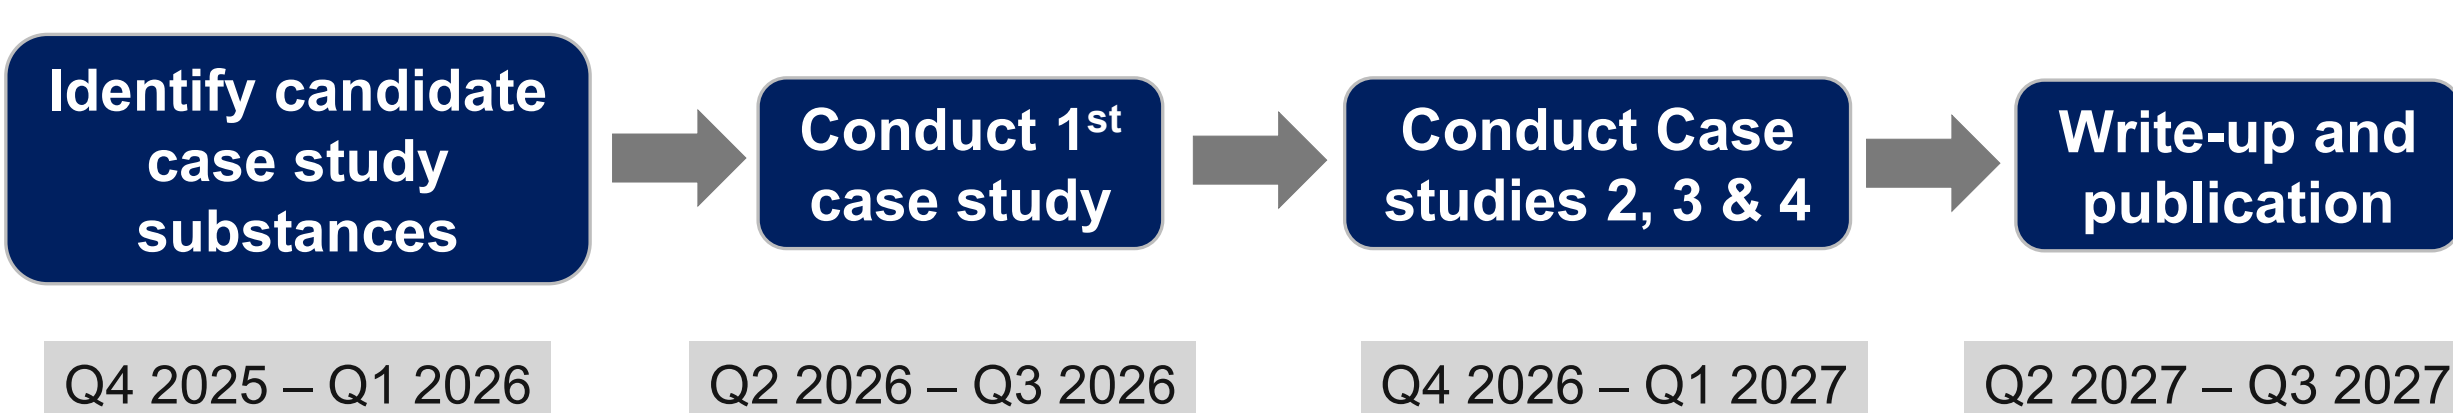 Identify candidate
case study
substances
Conduct 1st
case study
Conduct Case
studies 2, 3 & 4
Write-up and
publication
Q4 2025 – Q1 2026
Q2 2026 – Q3 2026
Q4 2026 – Q1 2027
Q2 2027 – Q3 2027